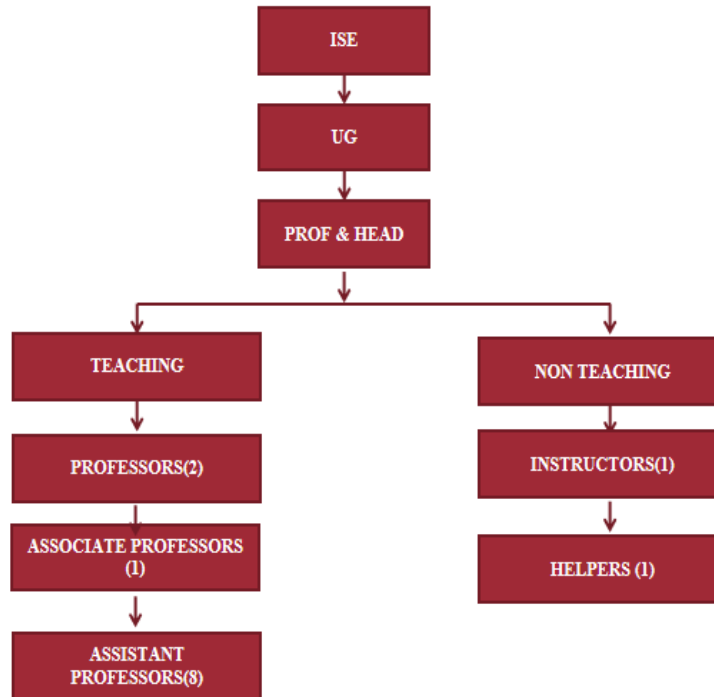 ISE
UG
PROF & HEAD
TEACHING
NON TEACHING
PROFESSORS(2)
INSTRUCTORS(1)
ASSOCIATE PROFESSORS
(1)
HELPERS (1)
ASSISTANT
PROFESSORS(8)